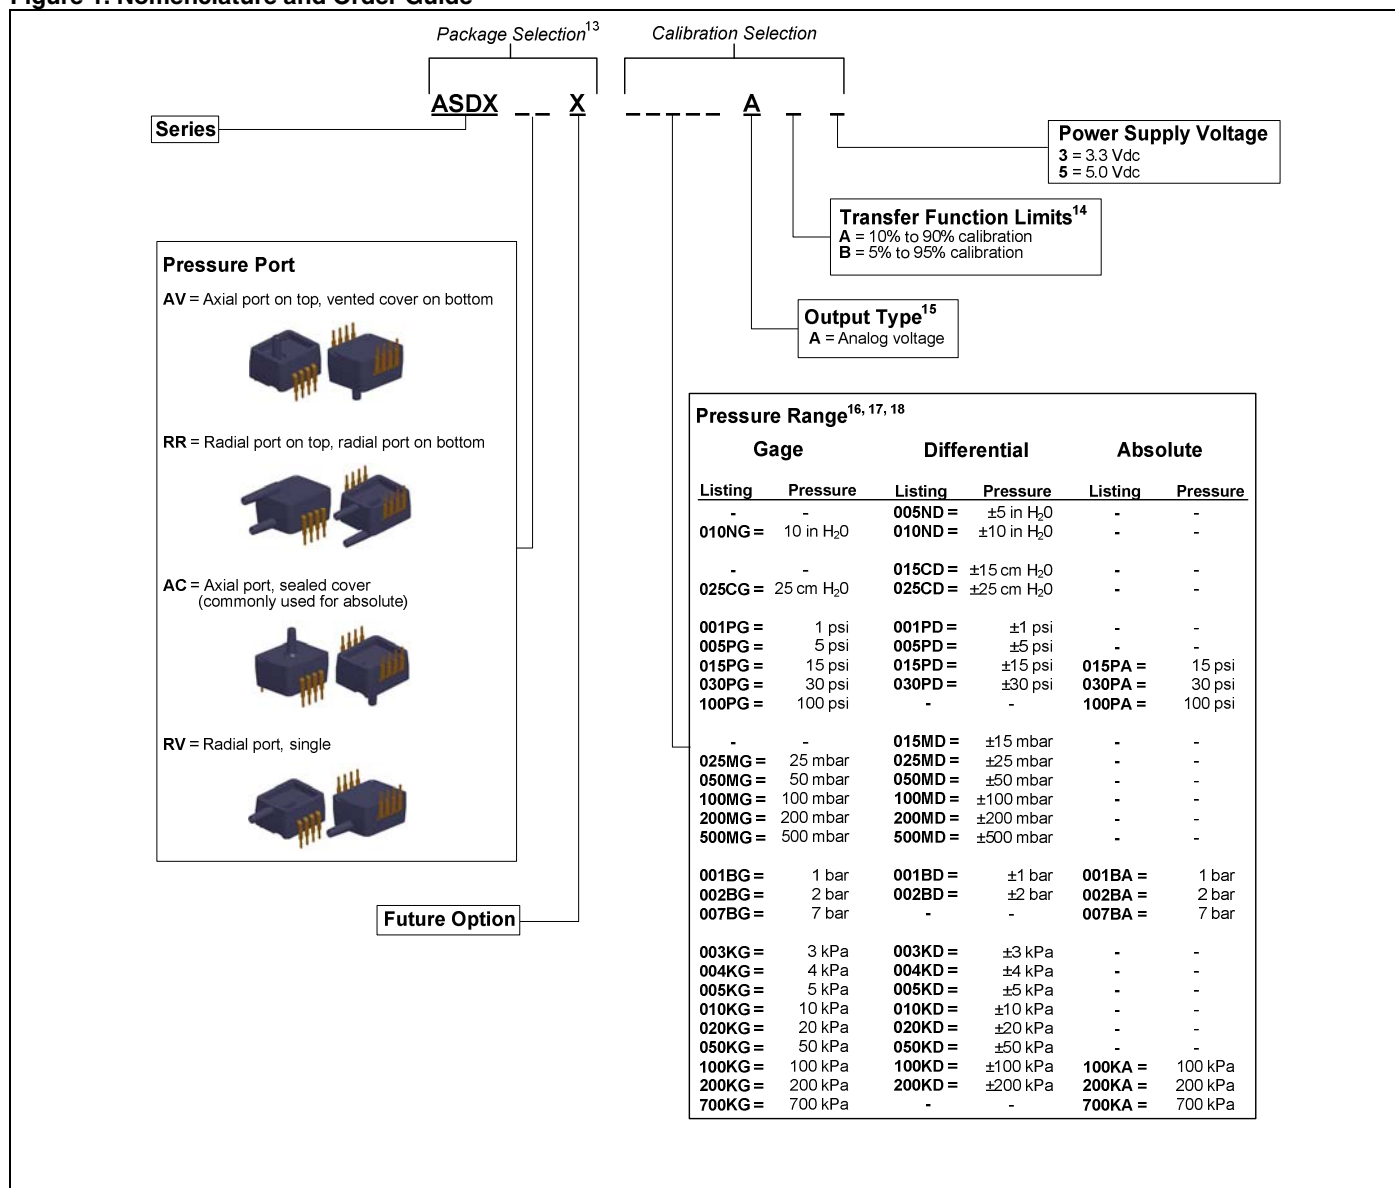 Figure 1. Nomenclature and Order Guide
Package Selection13
Calibration Selection
ASDX _ _ X _ _ _ _ _ A _ _
Series
Power Supply Voltage
3 = 3.3 Vdc
5 = 5.0 Vdc
Transfer Function Limits14
A = 10% to 90% calibration
B = 5% to 95% calibration
Output Type15
A = Analog voltage
Pressure Port
AV = Axial port on top, vented cover on bottom
RR = Radial port on top, radial port on bottom
AC = Axial port, sealed cover
(commonly used for absolute)
RV = Radial port, single
Future Option
Pressure Range16, 17, 18
Gage Differential Absolute
Listing Pressure Listing Pressure Listing Pressure
- - 005ND = ±5 in H20 - -
010NG = 10 in H20 010ND = ±10 in H20 - -
- - 015CD = ±15 cm H20 - -
025CG = 25 cm H20 025CD = ±25 cm H20 - -
001PG = 1 psi 001PD = ±1 psi - -
005PG = 5 psi 005PD = ±5 psi - -
015PG = 15 psi 015PD = ±15 psi 015PA = 15 psi
030PG = 30 psi 030PD = ±30 psi 030PA = 30 psi
100PG = 100 psi - - 100PA = 100 psi
- - 015MD = ±15 mbar - -
025MG = 25 mbar 025MD = ±25 mbar - -
050MG = 50 mbar 050MD = ±50 mbar - -
100MG = 100 mbar 100MD = ±100 mbar - -
200MG = 200 mbar 200MD = ±200 mbar - -
500MG = 500 mbar 500MD = ±500 mbar - -
001BG = 1 bar 001BD = ±1 bar 001BA = 1 bar
002BG = 2 bar 002BD = ±2 bar 002BA = 2 bar
007BG = 7 bar - - 007BA = 7 bar
003KG = 3 kPa 003KD = ±3 kPa - -
004KG = 4 kPa 004KD = ±4 kPa - -
005KG = 5 kPa 005KD = ±5 kPa - -
010KG = 10 kPa 010KD = ±10 kPa - -
020KG = 20 kPa 020KD = ±20 kPa - -
050KG = 50 kPa 050KD = ±50 kPa - -
100KG = 100 kPa 100KD = ±100 kPa 100KA = 100 kPa
200KG = 200 kPa 200KD = ±200 kPa 200KA = 200 kPa
700KG = 700 kPa - - 700KA = 700 kPa